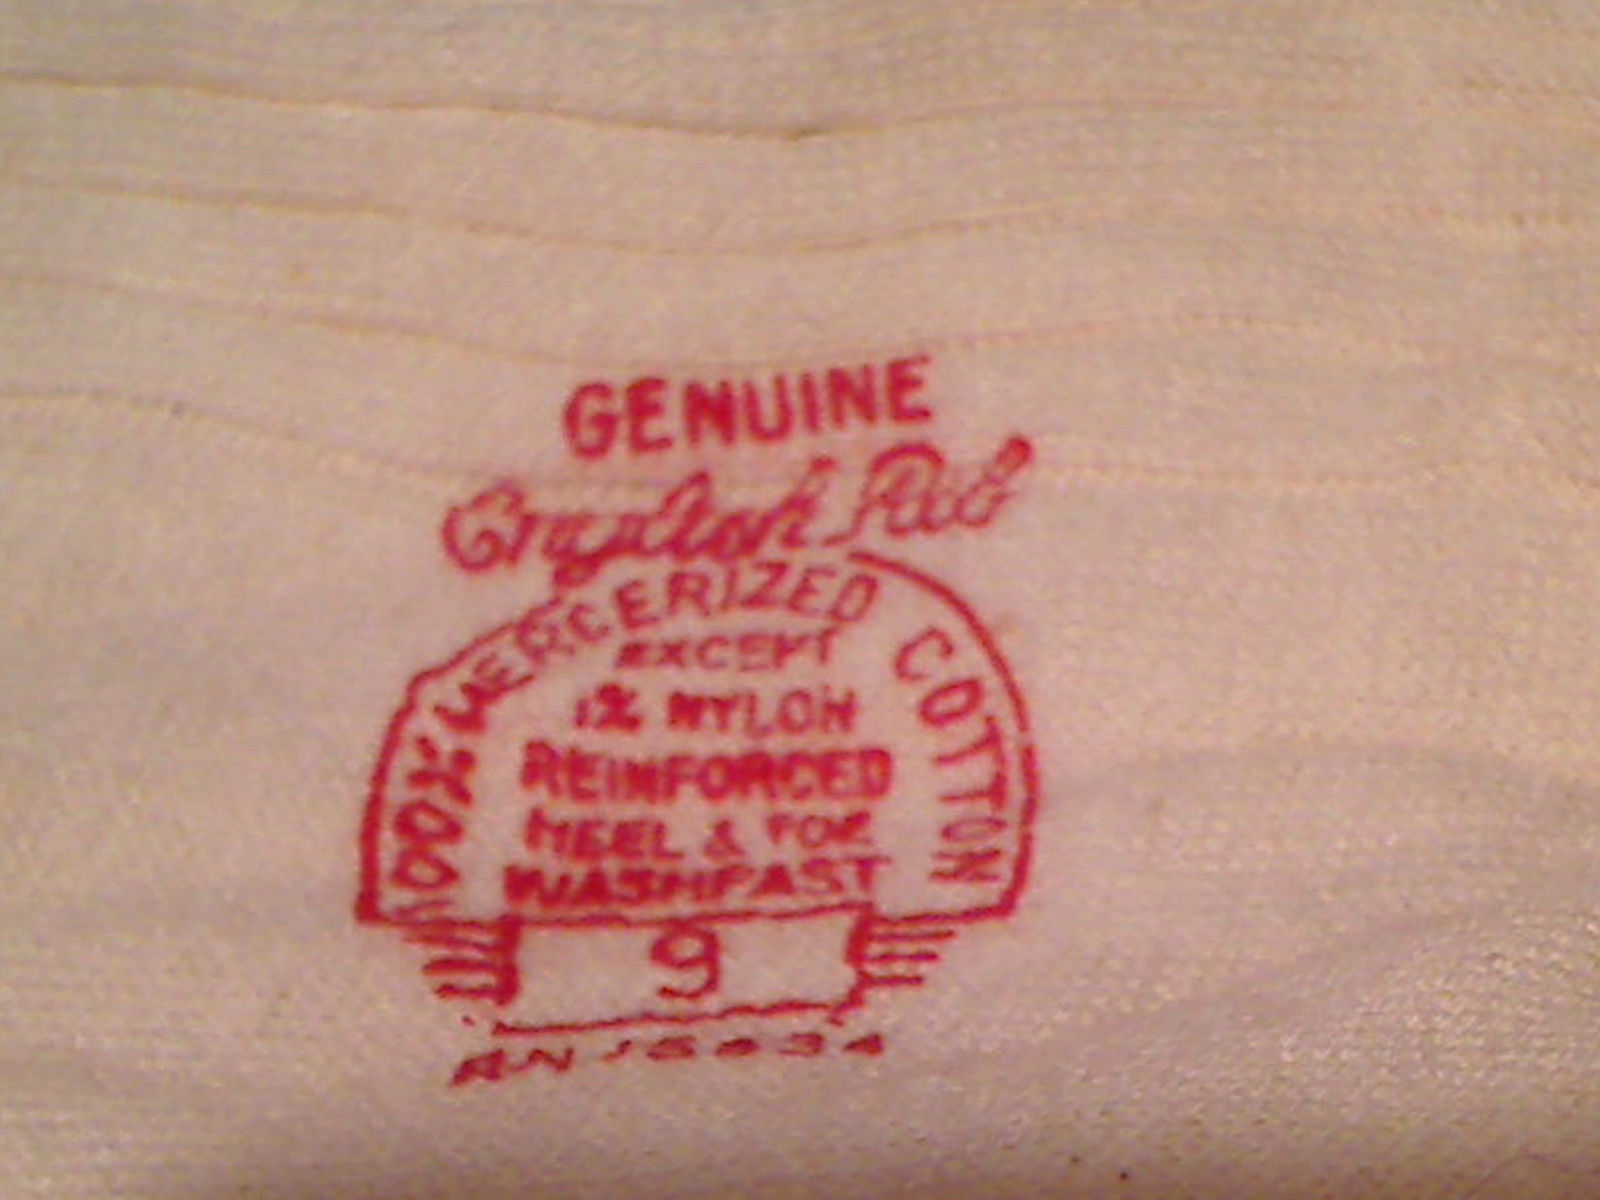 GENUINE
English Rib
100% MERCERIZED COTTON
EXCEPT
1% NYLON
REINFORCED
HEEL & TOE
WASHFAST
9